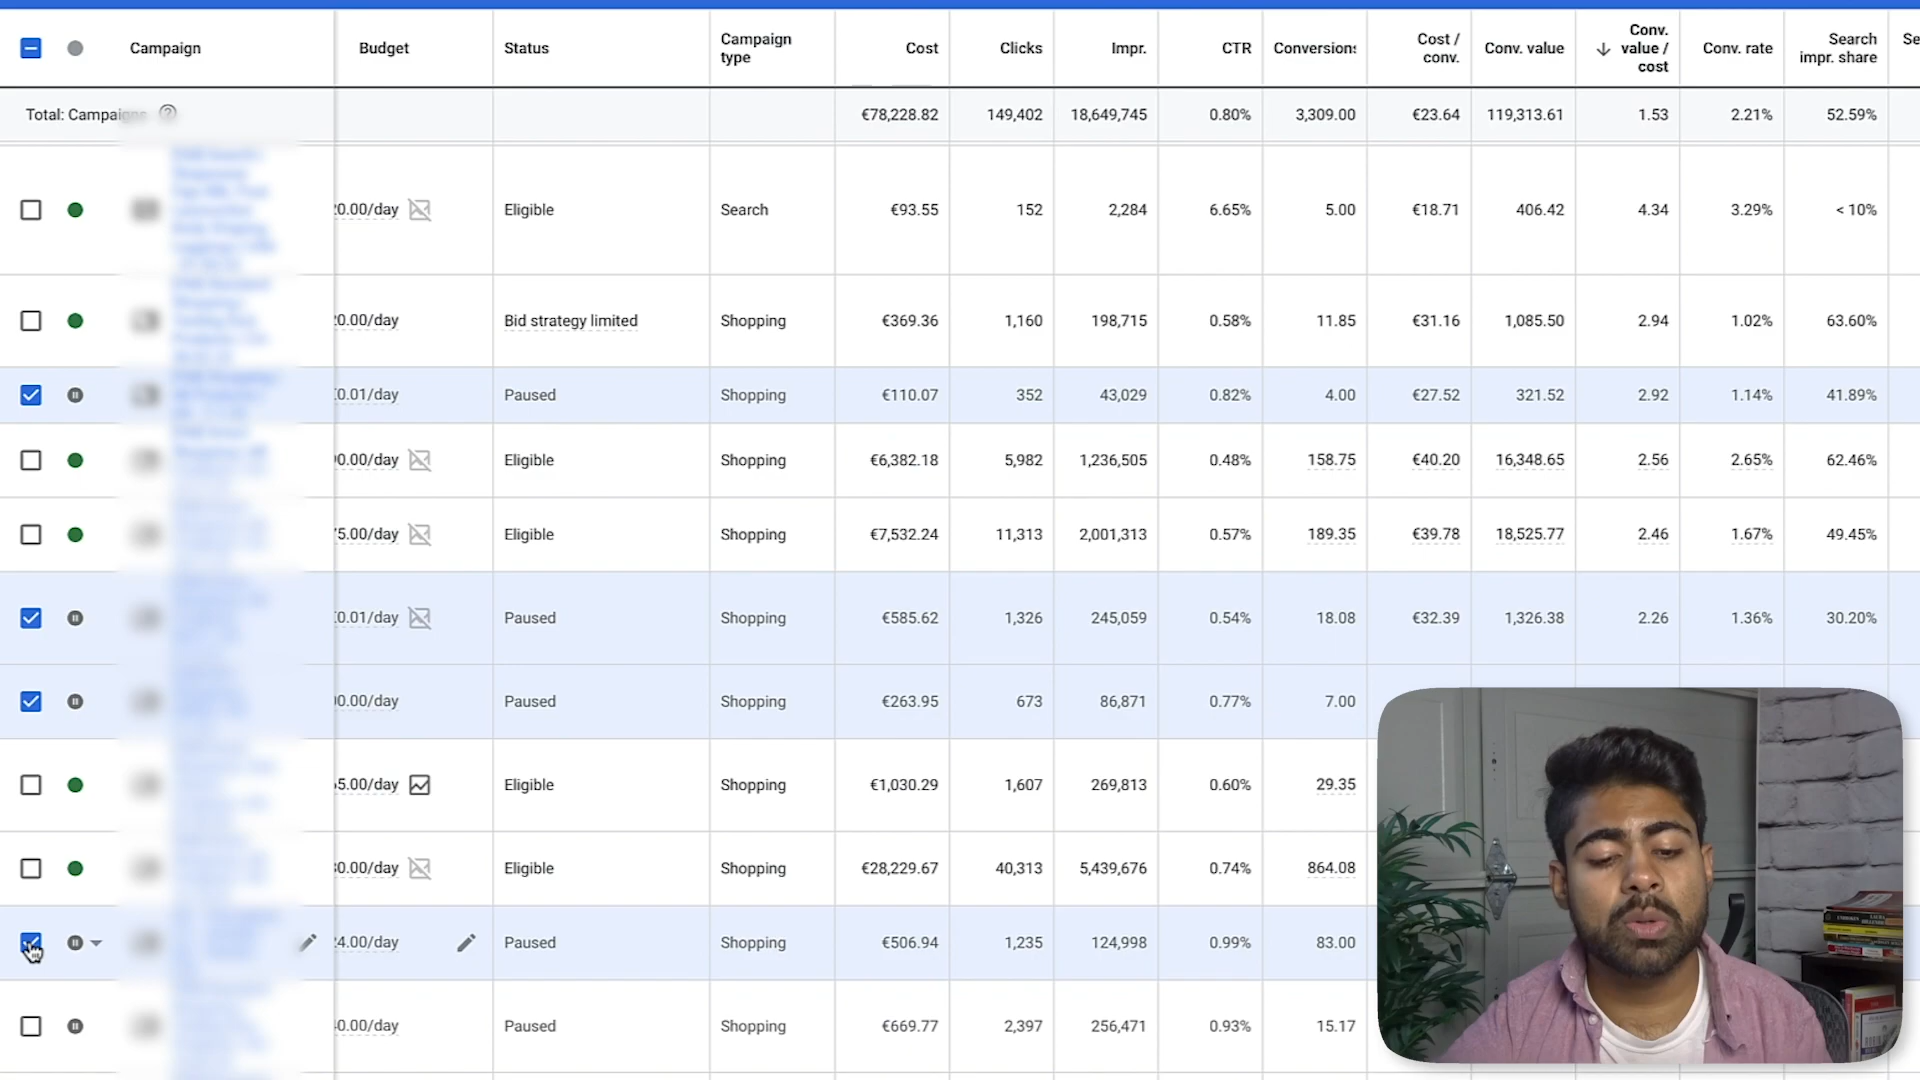 Campaign Budget Status Campaign type Cost Clicks Impr. CTR Conversions Cost / conv. Conv. value Conv. value / cost Conv. rate Search impr. share Se
Total: Campaigns €78,228.82 149,402 18,649,745 0.80% 3,309.00 €23.64 119,313.61 1.53 2.21% 52.59%
0.00/day Eligible Search €93.55 152 2,284 6.65% 5.00 €18.71 406.42 4.34 3.29% < 10%
0.00/day Bid strategy limited Shopping €369.36 1,160 198,715 0.58% 11.85 €31.16 1,085.50 2.94 1.02% 63.60%
0.01/day Paused Shopping €110.07 352 43,029 0.82% 4.00 €27.52 321.52 2.92 1.14% 41.89%
0.00/day Eligible Shopping €6,382.18 5,982 1,236,505 0.48% 158.75 €40.20 16,348.65 2.56 2.65% 62.46%
5.00/day Eligible Shopping €7,532.24 11,313 2,001,313 0.57% 189.35 €39.78 18,525.77 2.46 1.67% 49.45%
0.01/day Paused Shopping €585.62 1,326 245,059 0.54% 18.08 €32.39 1,326.38 2.26 1.36% 30.20%
0.00/day Paused Shopping €263.95 673 86,871 0.77% 7.00
5.00/day Eligible Shopping €1,030.29 1,607 269,813 0.60% 29.35
0.00/day Eligible Shopping €28,229.67 40,313 5,439,676 0.74% 864.08
24.00/day Paused Shopping €506.94 1,235 124,998 0.99% 83.00
0.00/day Paused Shopping €669.77 2,397 256,471 0.93% 15.17